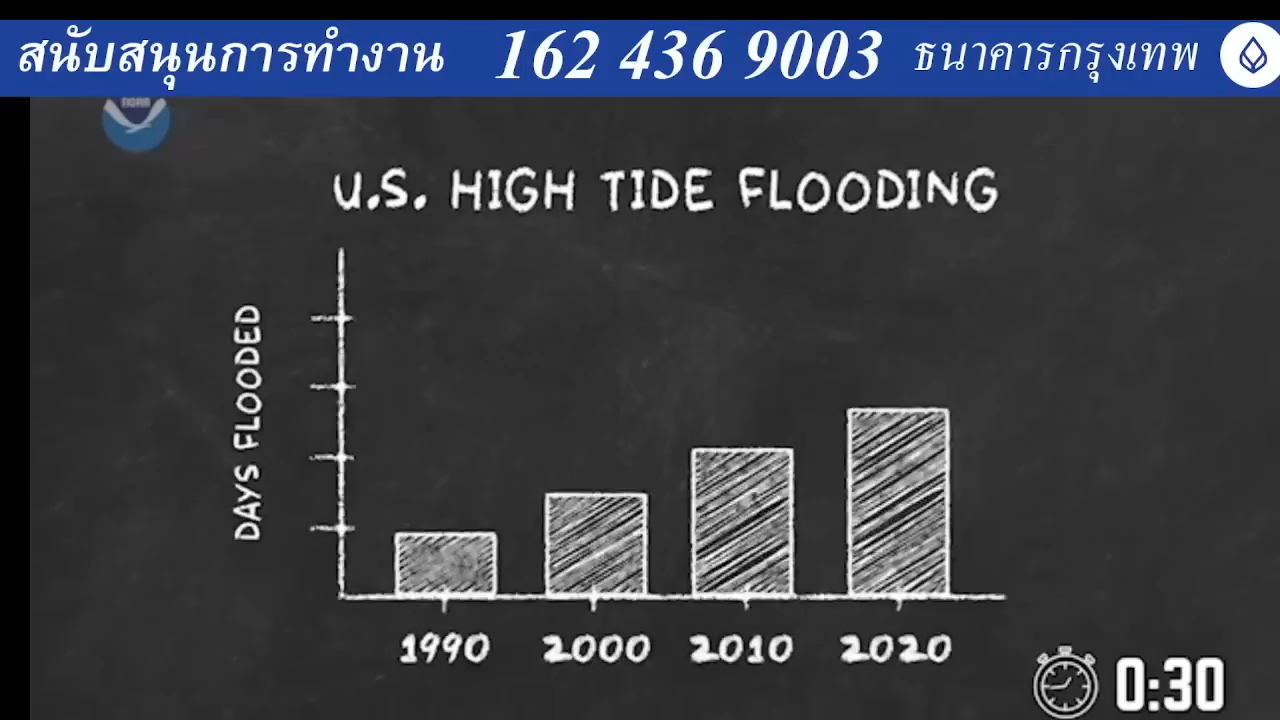 สนับสนุนการทำงาน 162 436 9003 ธนาคารกรุงเทพ
NOAA
U.S. HIGH TIDE FLOODING
DAYS FLOODED
1990 2000 2010 2020
0:30